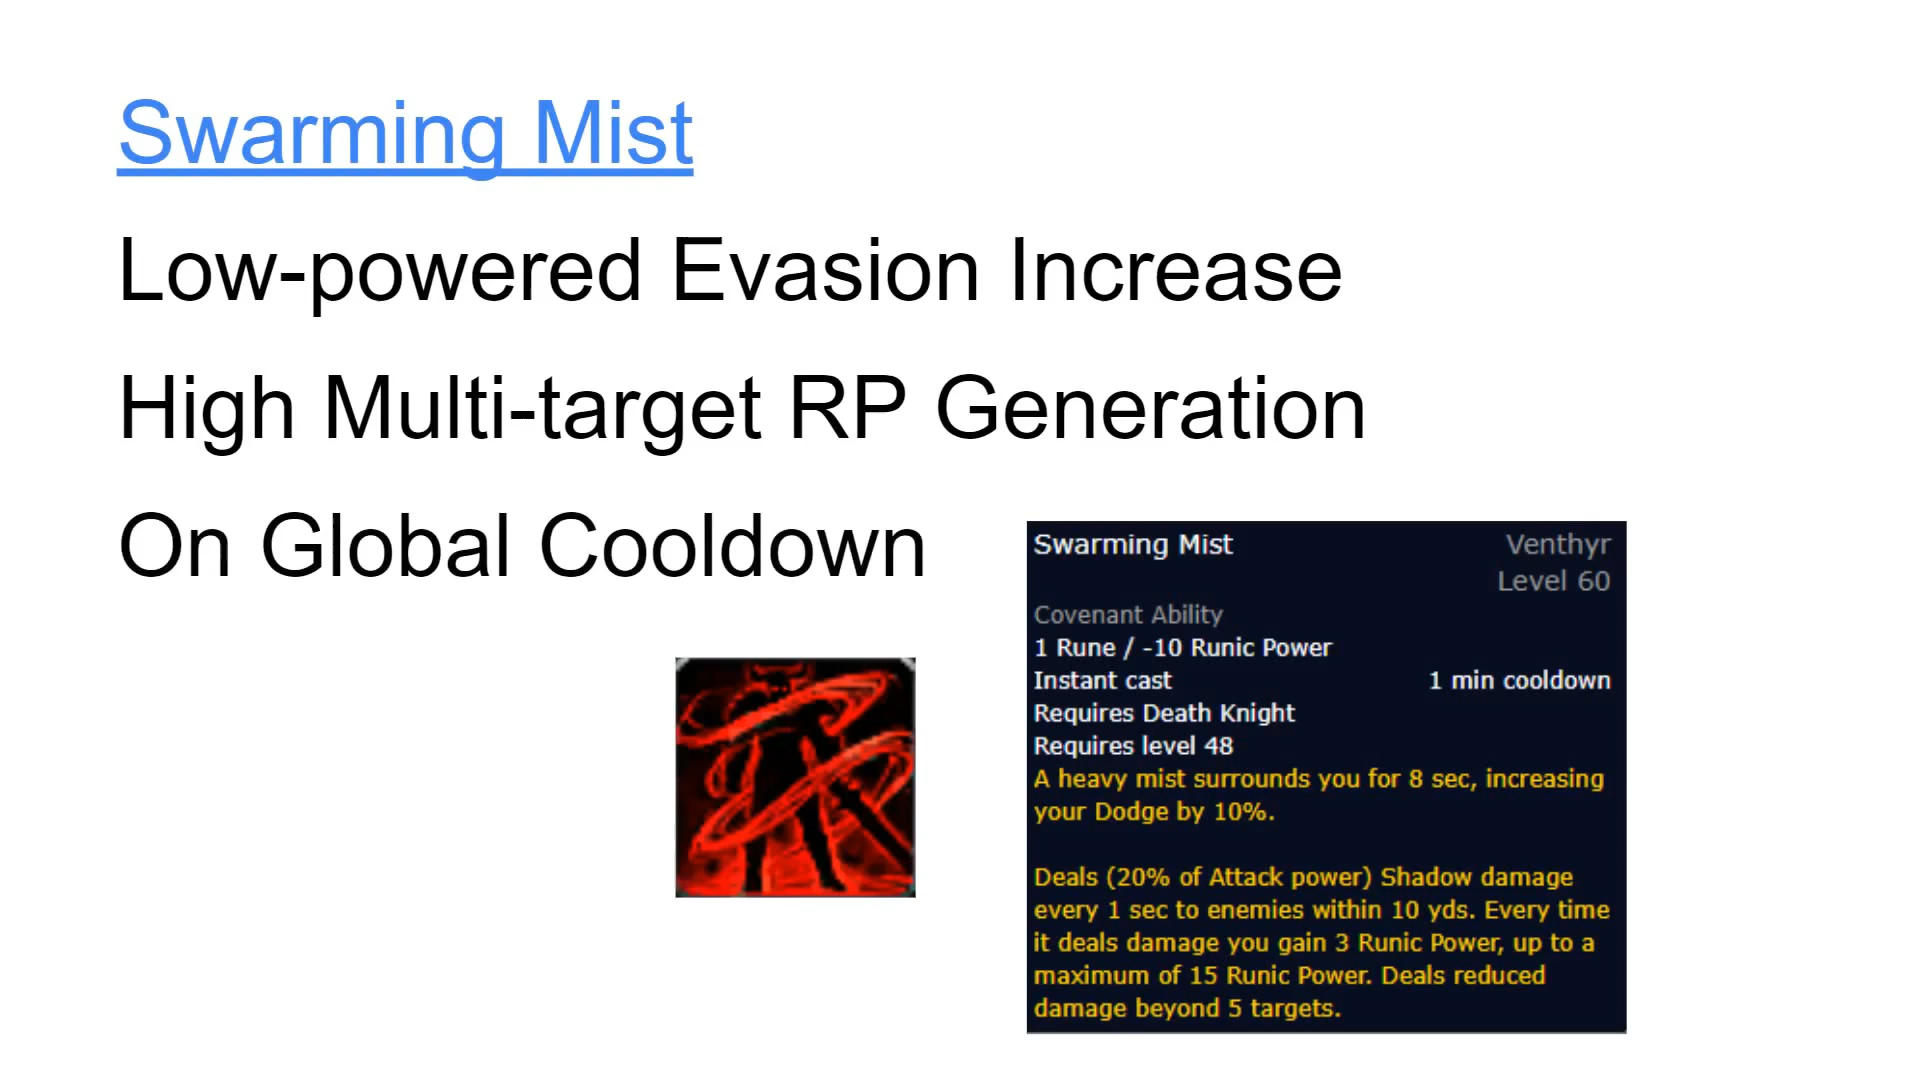 Swarming Mist
Low-powered Evasion Increase
High Multi-target RP Generation
On Global Cooldown
Swarming Mist Venthyr
Level 60
Covenant Ability
1 Rune / -10 Runic Power
Instant cast 1 min cooldown
Requires Death Knight
Requires level 48
A heavy mist surrounds you for 8 sec, increasing
your Dodge by 10%.
Deals (20% of Attack power) Shadow damage
every 1 sec to enemies within 10 yds. Every time
it deals damage you gain 3 Runic Power, up to a
maximum of 15 Runic Power. Deals reduced
damage beyond 5 targets.